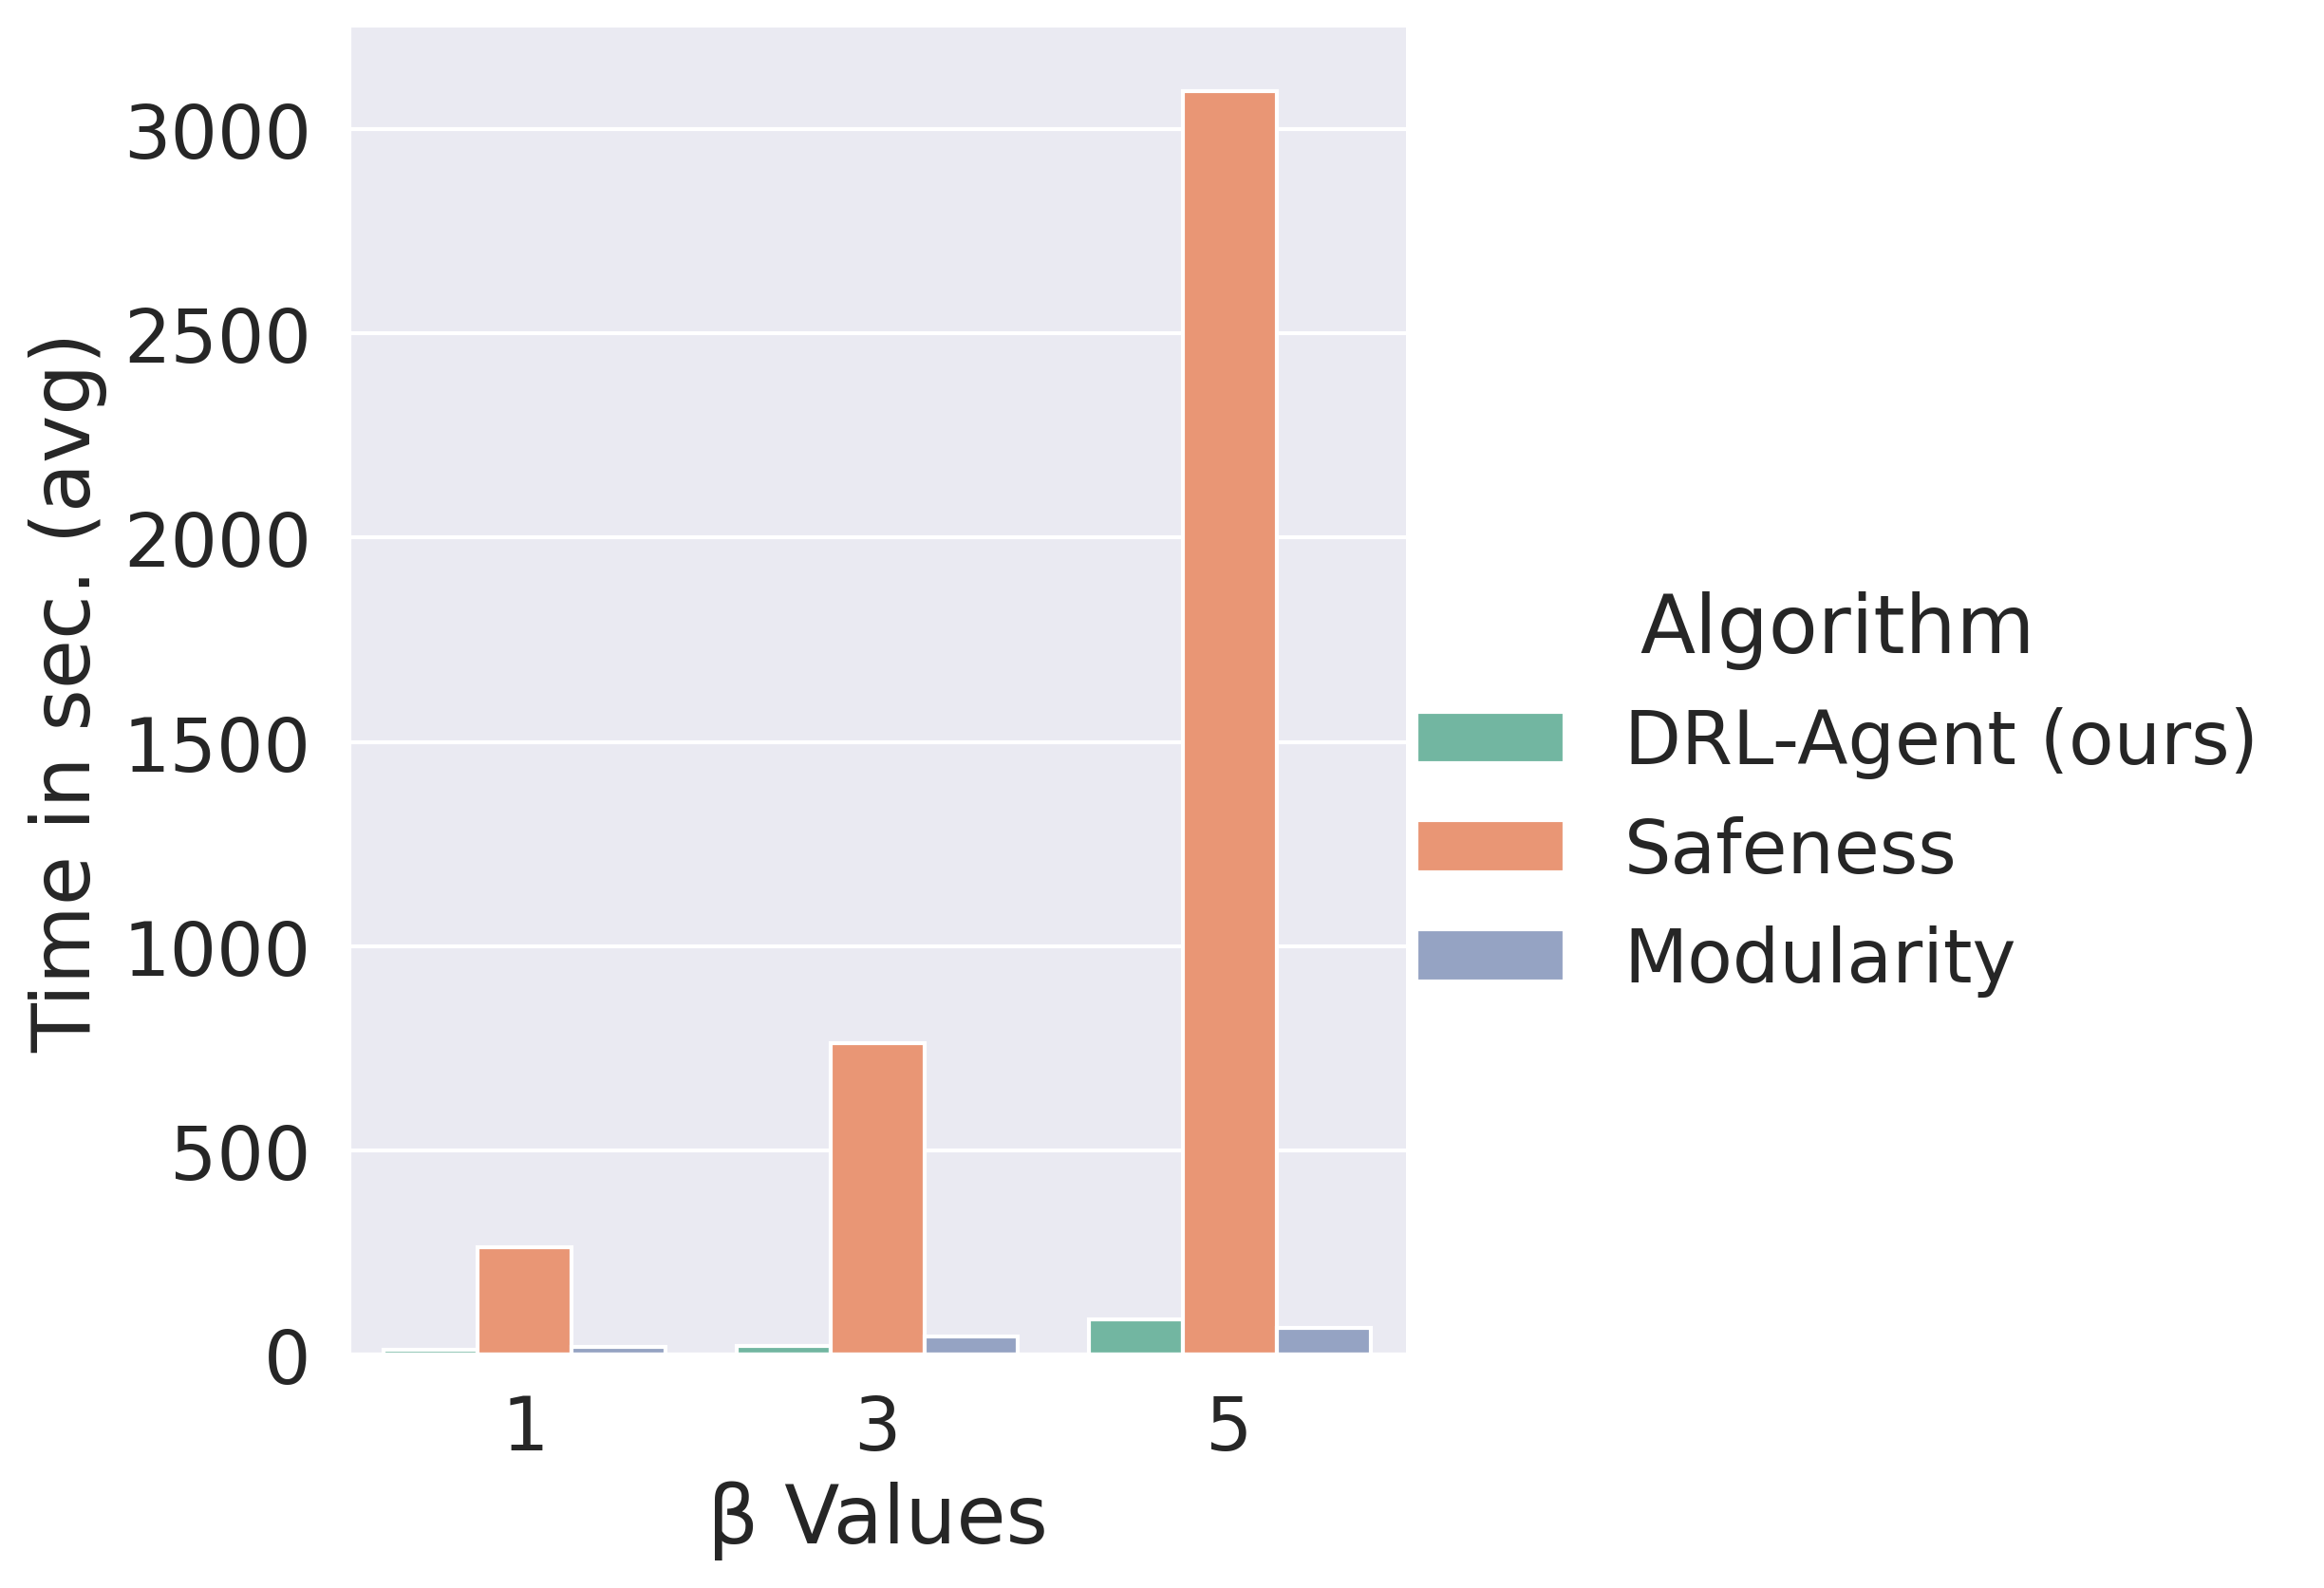 Time in sec. (avg)
3000
2500
2000
1500
1000
500
0
1 3 5
β Values
Algorithm
DRL-Agent (ours)
Safeness
Modularity